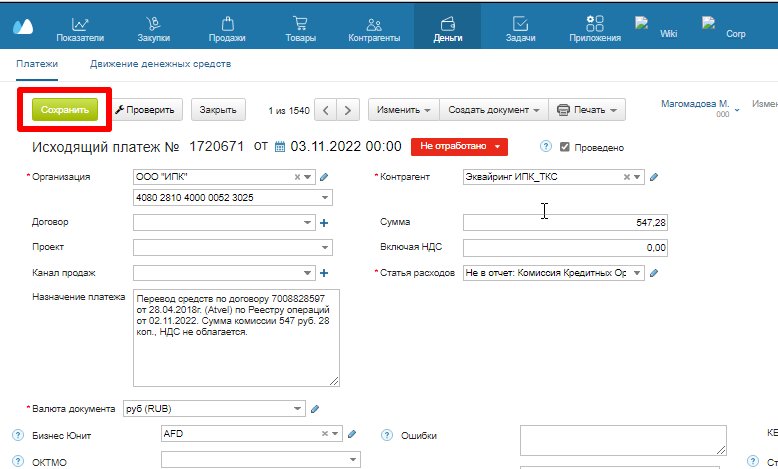 Показатели Закупки Продажи Товары Контрагенты Деньги Задачи Приложения Wiki Corp
Платежи Движение денежных средств
Сохранить Проверить Закрыть 1 из 1540 Изменить Создать документ Печать Магомадова М.
000
Исходящий платеж № 1720671 от 03.11.2022 00:00 Не отработано ? Проведено
* Организация ООО "ИПК" * Контрагент Эквайринг ИПК_ТКС
4080 2810 4000 0052 3025
Договор Сумма 547,28
Проект Включая НДС 0,00
Канал продаж * Статья расходов Не в отчет: Комиссия Кредитных Ор
Назначение платежа Перевод средств по договору 7008828597
от 28.04.2018г. (Atvel) по Реестру операций
от 02.11.2022. Сумма комиссии 547 руб. 28
коп., НДС не облагается.
* Валюта документа руб (RUB)
? Бизнес Юнит AFD ? Ошибки
? ОКТМО ?